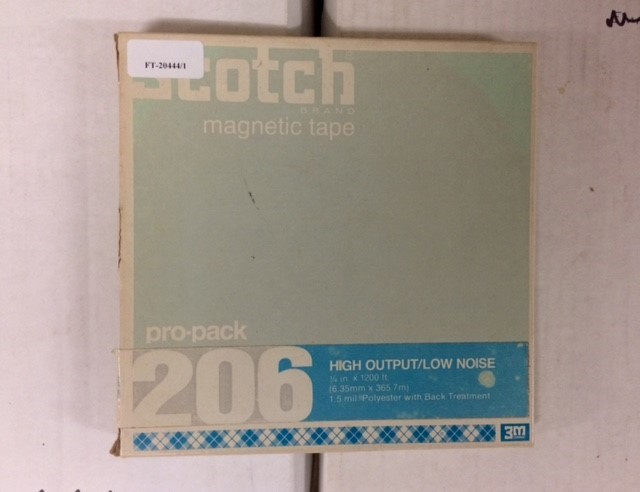 FT-20444/1
Scotch
BRAND
magnetic tape
pro·pack
206
HIGH OUTPUT/LOW NOISE
¼ in. x 1200 ft.
(6.35mm x 365.7m)
1.5 mil Polyester with Back Treatment
3M